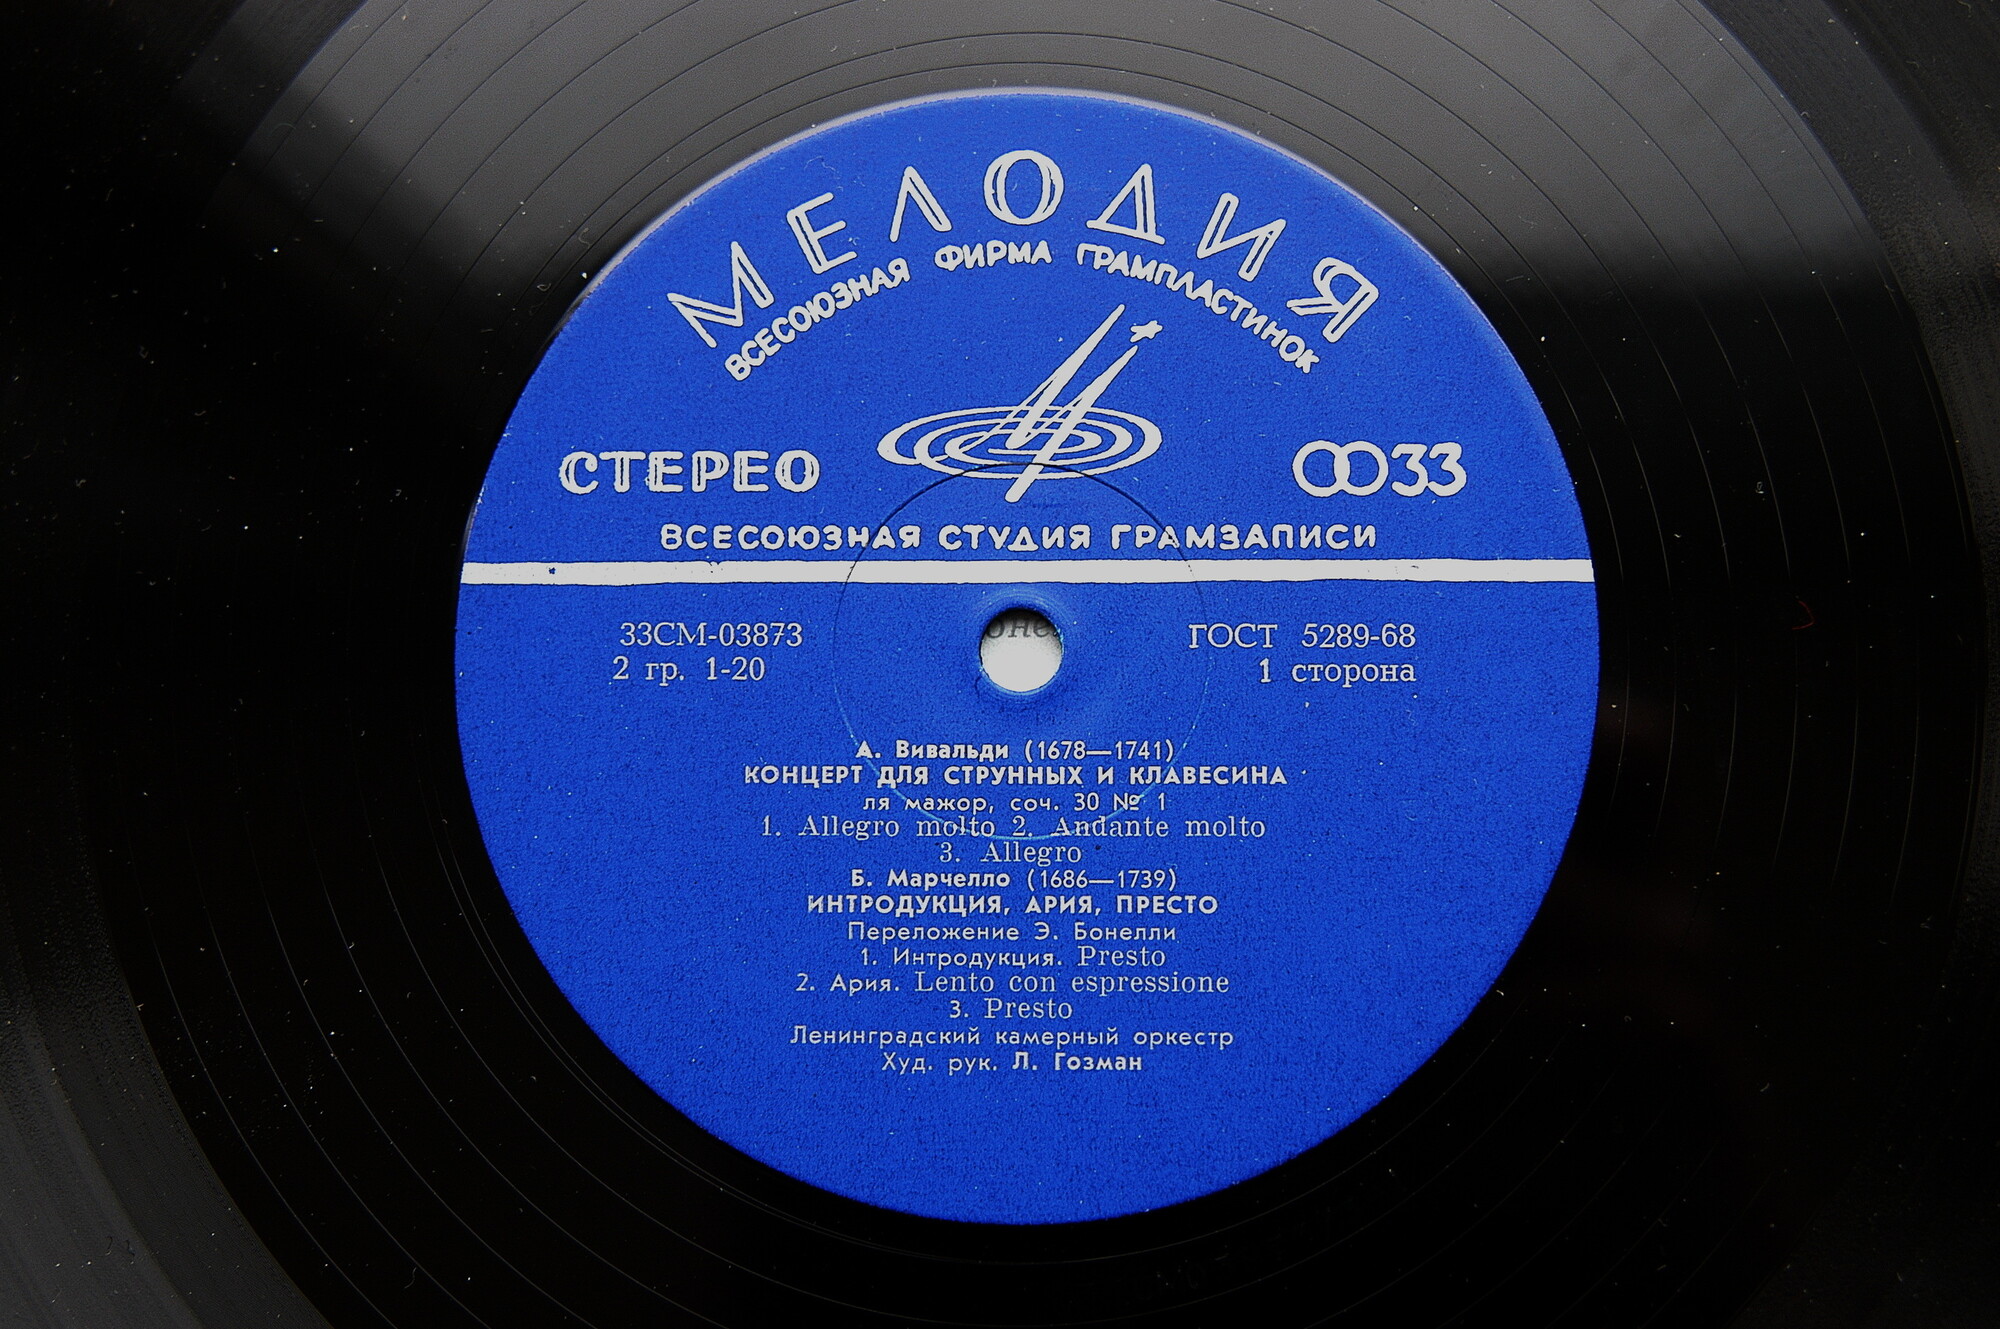 МЕЛОДИЯ
ВСЕСОЮЗНАЯ ФИРМА ГРАМПЛАСТИНОК
СТЕРЕО
33
ВСЕСОЮЗНАЯ СТУДИЯ ГРАМЗАПИСИ
33СМ-03873
ГОСТ 5289-68
2 гр. 1-20
1 сторона
А. Вивальди (1678—1741)
КОНЦЕРТ ДЛЯ СТРУННЫХ И КЛАВЕСИНА
ля мажор, соч. 30 № 1
1. Allegro molto 2. Andante molto
3. Allegro
Б. Марчелло (1686—1739)
ИНТРОДУКЦИЯ, АРИЯ, ПРЕСТО
Переложение Э. Бонелли
1. Интродукция. Presto
2. Ария. Lento con espressione
3. Presto
Ленинградский камерный оркестр
Худ. рук. Л. Гозман